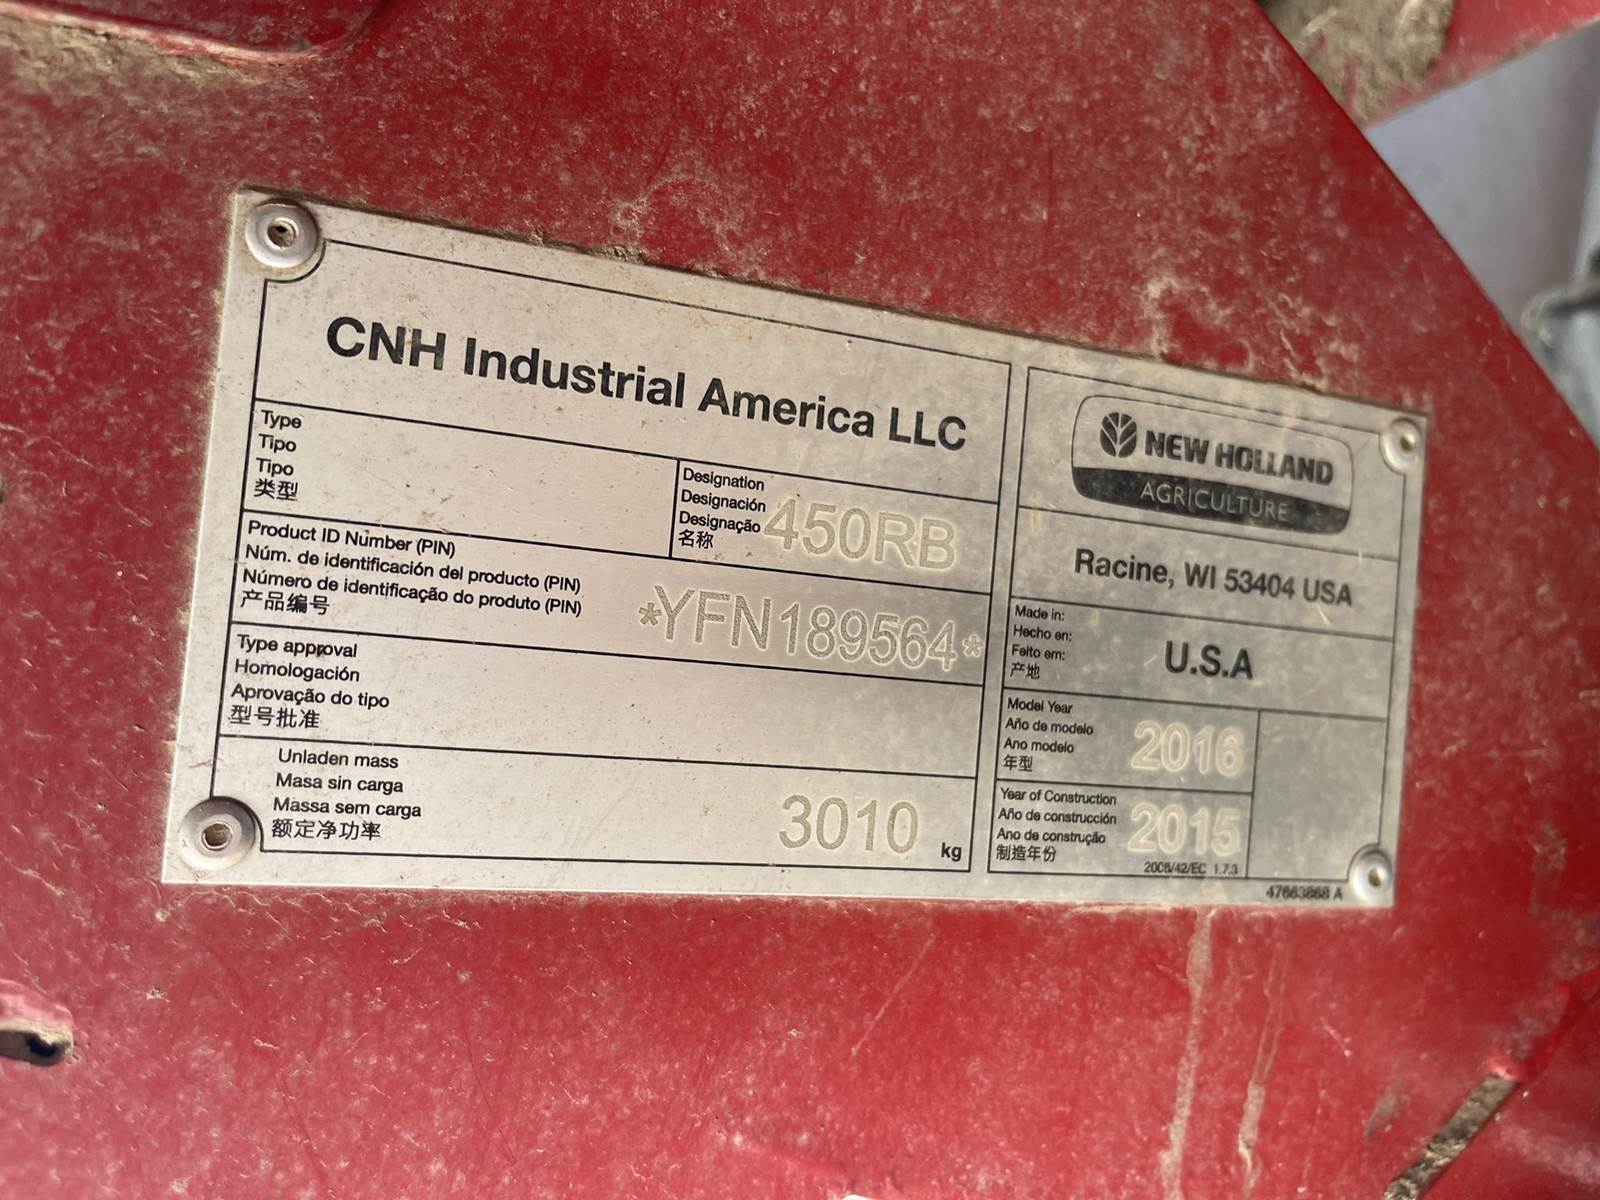 CNH Industrial America LLC
Type
Tipo
Tipo
类型
Designation
Designación
Designação
名称
450RB
Product ID Number (PIN)
Núm. de identificación del producto (PIN)
Número de identificação do produto (PIN)
产品编号
*YFN189564*
Type approval
Homologación
Aprovação do tipo
型号批准
Unladen mass
Masa sin carga
Massa sem carga
额定净功率
3010 kg
NEW HOLLAND
AGRICULTURE
Racine, WI 53404 USA
Made in:
Hecho en:
Feito em:
产地
U.S.A
Model Year
Año de modelo
Ano modelo
年型
2016
Year of Construction
Año de construcción
Ano de construção
制造年份
2015
2006/42/EC 1.7.3
47663868 A